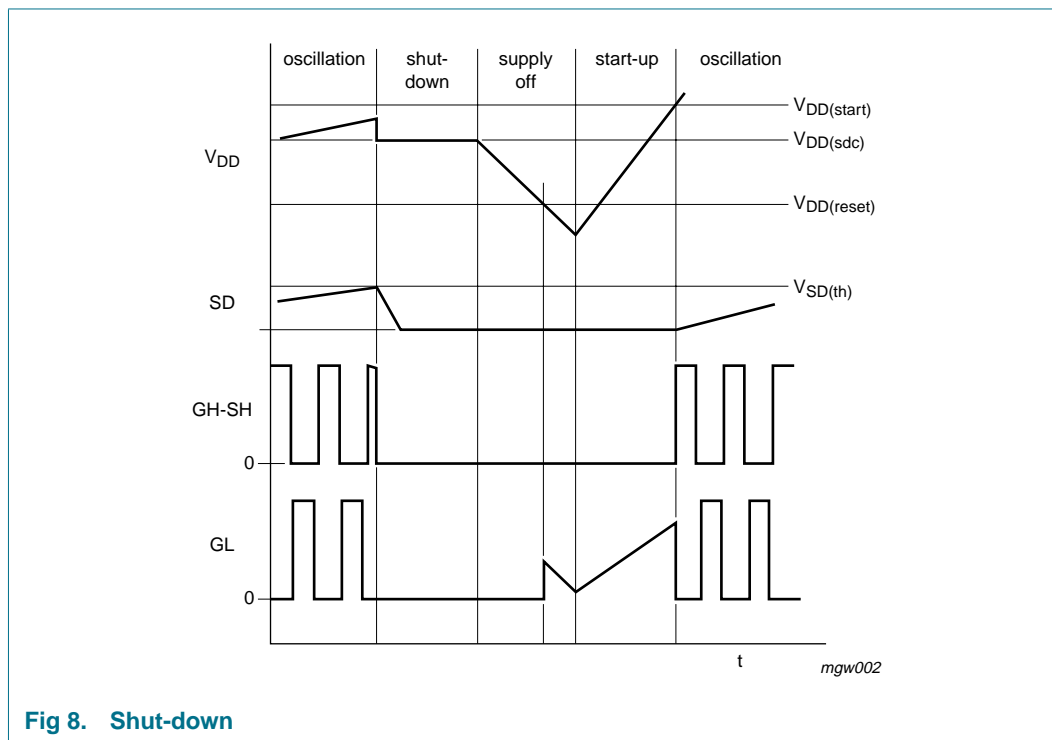 oscillation
shut-
down
supply
off
start-up
oscillation
VDD(start)
VDD(sdc)
VDD
VDD(reset)
VSD(th)
SD
GH-SH
0
GL
0
t
mgw002
Fig 8. Shut-down